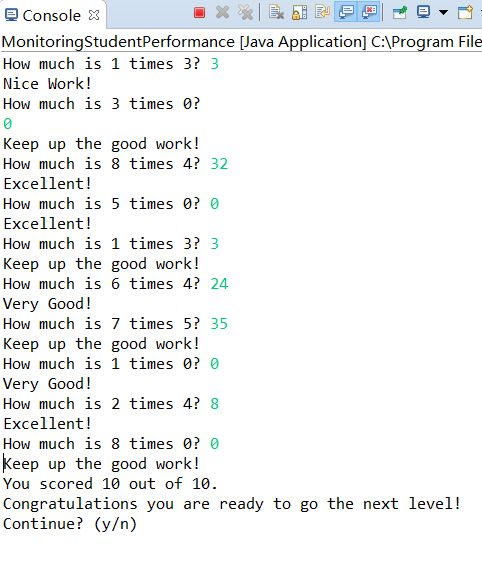 Console
MonitoringStudentPerformance [Java Application] C:\Program File
How much is 1 times 3? 3
Nice Work!
How much is 3 times 0?
0
Keep up the good work!
How much is 8 times 4? 32
Excellent!
How much is 5 times 0? 0
Excellent!
How much is 1 times 3? 3
Keep up the good work!
How much is 6 times 4? 24
Very Good!
How much is 7 times 5? 35
Keep up the good work!
How much is 1 times 0? 0
Very Good!
How much is 2 times 4? 8
Excellent!
How much is 8 times 0? 0
Keep up the good work!
You scored 10 out of 10.
Congratulations you are ready to go the next level!
Continue? (y/n)